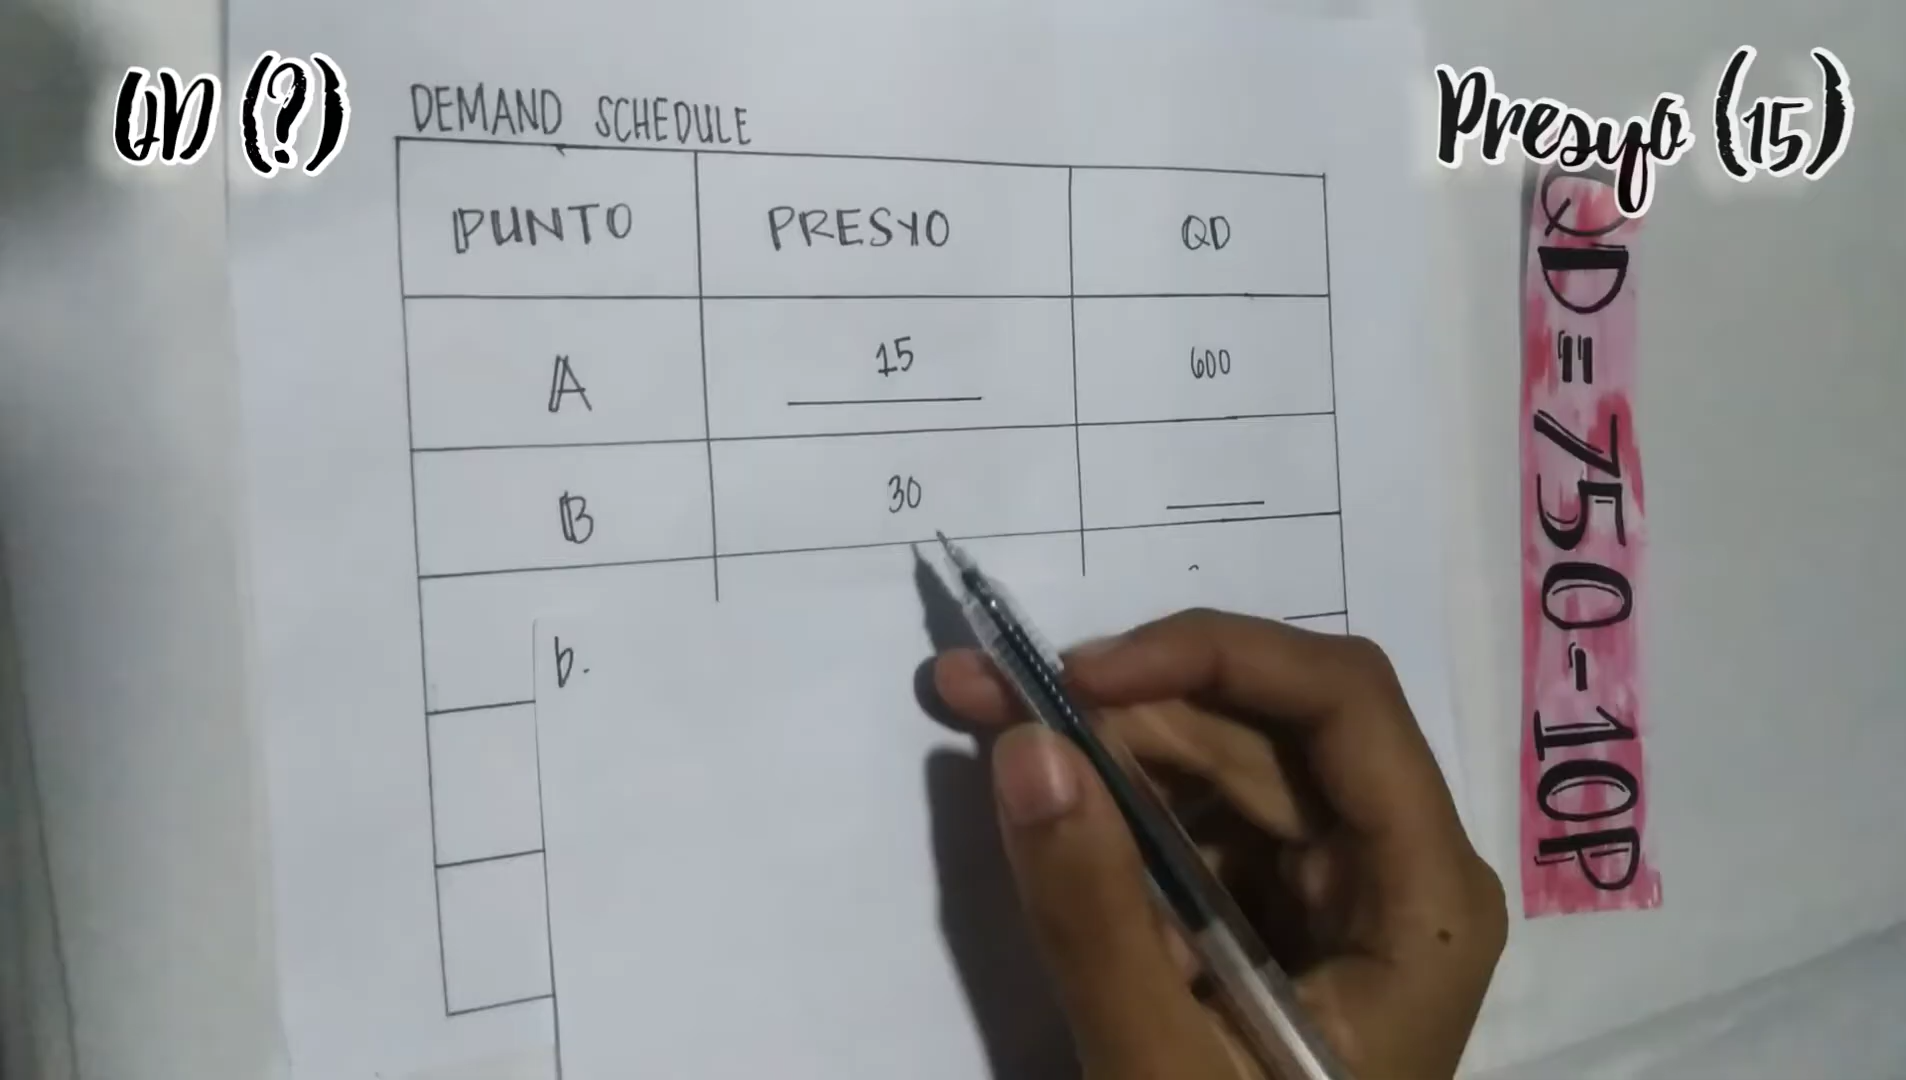 QD (?)
Presyo (15)
DEMAND SCHEDULE
PUNTO PRESYO QD
A 15 600
B 30
b.
QD = 750 - 10P